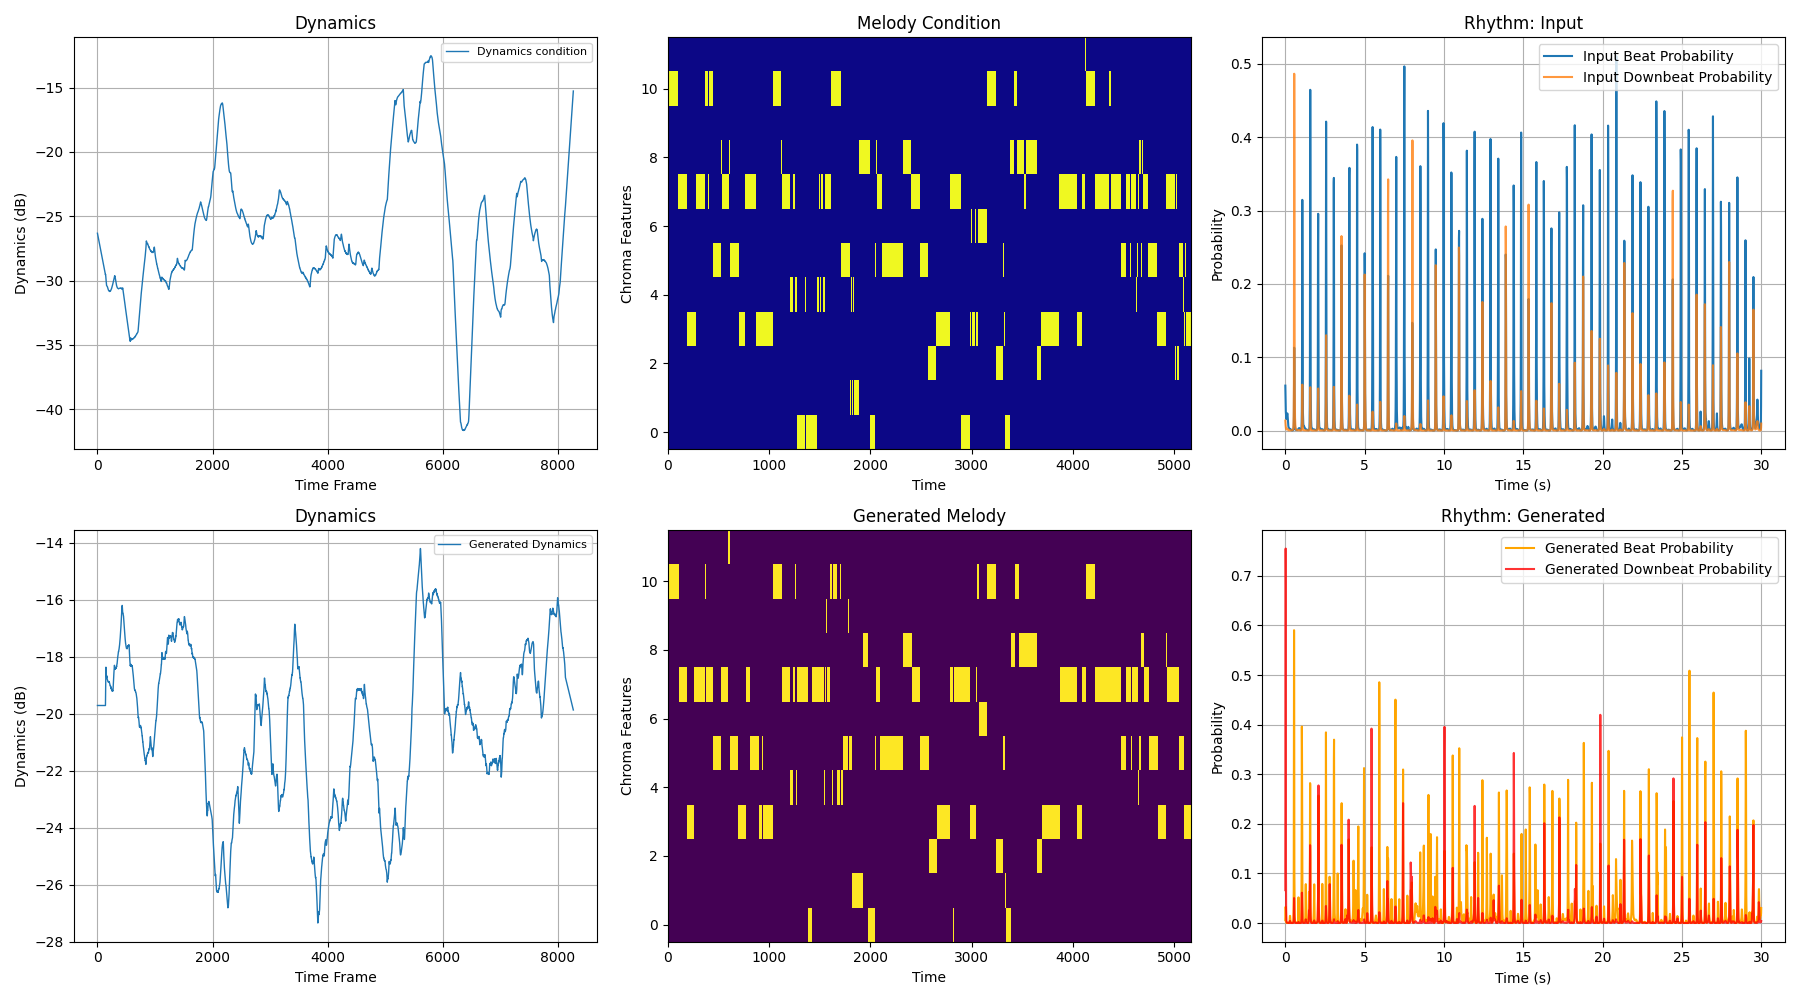 Dynamics
Dynamics condition
−15
−20
−25
−30
−35
−40
Dynamics (dB)
0 2000 4000 6000 8000
Time Frame
Melody Condition
10
8
6
4
2
0
Chroma Features
0 1000 2000 3000 4000 5000
Time
Rhythm: Input
Input Beat Probability
Input Downbeat Probability
0.5
0.4
0.3
0.2
0.1
0.0
Probability
0 5 10 15 20 25 30
Time (s)
Dynamics
Generated Dynamics
−14
−16
−18
−20
−22
−24
−26
−28
Dynamics (dB)
0 2000 4000 6000 8000
Time Frame
Generated Melody
10
8
6
4
2
0
Chroma Features
0 1000 2000 3000 4000 5000
Time
Rhythm: Generated
Generated Beat Probability
Generated Downbeat Probability
0.7
0.6
0.5
0.4
0.3
0.2
0.1
0.0
Probability
0 5 10 15 20 25 30
Time (s)